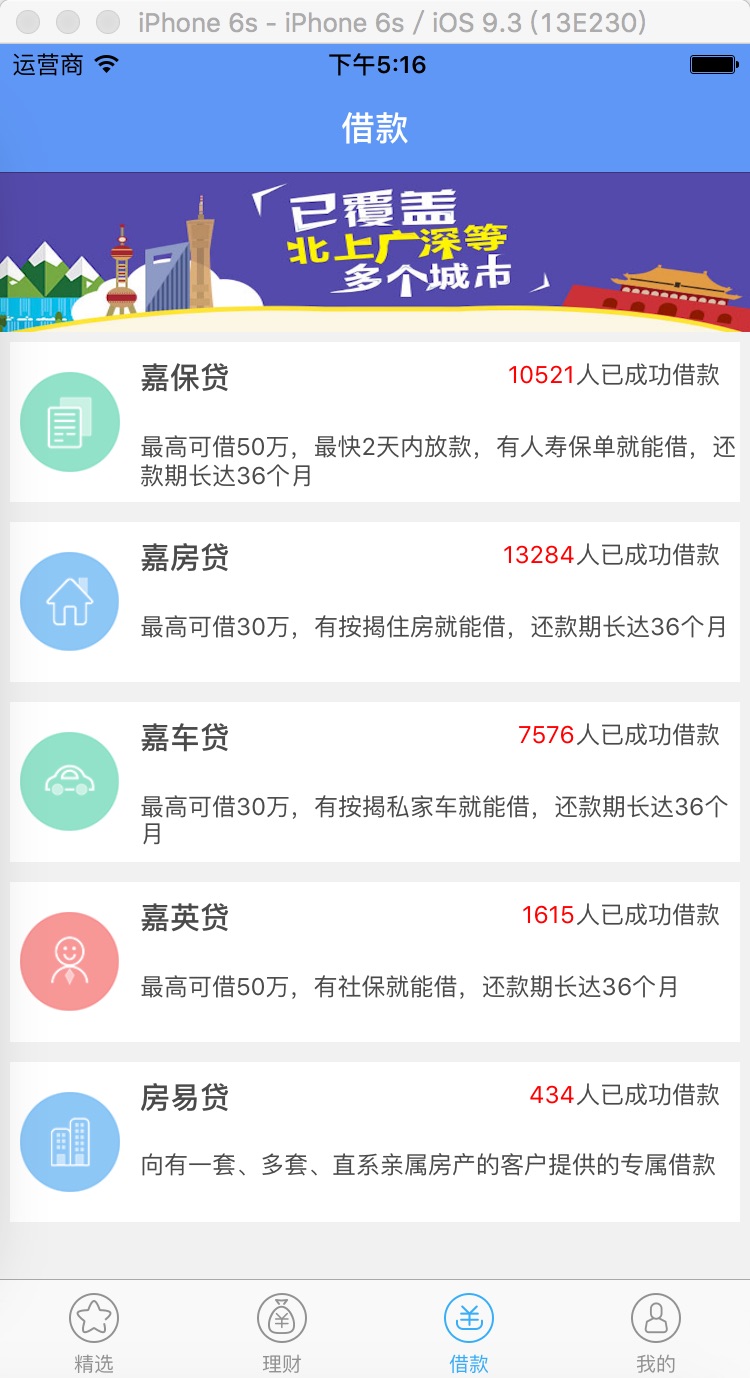 iPhone 6s - iPhone 6s / iOS 9.3 (13E230)
运营商 下午5:16
借款
已覆盖
北上广深等
多个城市
嘉保贷 10521人已成功借款
最高可借50万，最快2天内放款，有人寿保单就能借，还
款期长达36个月
嘉房贷 13284人已成功借款
最高可借30万，有按揭住房就能借，还款期长达36个月
嘉车贷 7576人已成功借款
最高可借30万，有按揭私家车就能借，还款期长达36个
月
嘉英贷 1615人已成功借款
最高可借50万，有社保就能借，还款期长达36个月
房易贷 434人已成功借款
向有一套、多套、直系亲属房产的客户提供的专属借款
精选 理财 借款 我的